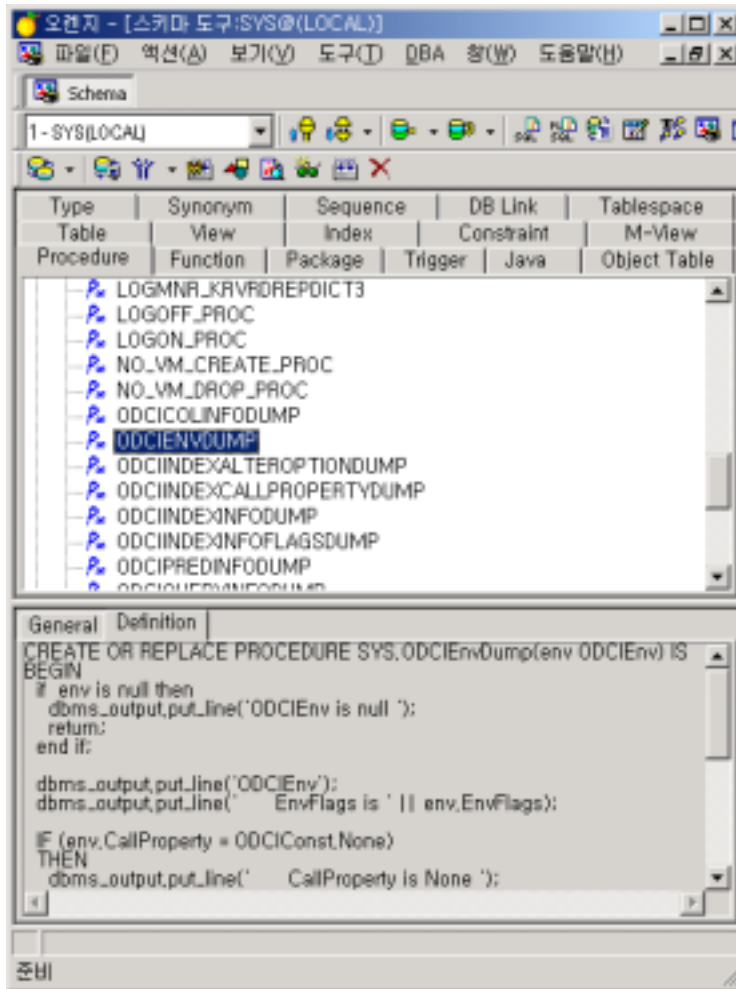 오렌지 - [스키마 도구:SYS@(LOCAL)]
파일(F) 액션(A) 보기(V) 도구(T) DBA 창(W) 도움말(H)
Schema
1 - SYS(LOCAL)
Type Synonym Sequence DB Link Tablespace
Table View Index Constraint M-View
Procedure Function Package Trigger Java Object Table
LOGMNR_KRVRDREPDICT3
LOGOFF_PROC
LOGON_PROC
NO_VM_CREATE_PROC
NO_VM_DROP_PROC
ODCICOLINFODUMP
ODCIENVDUMP
ODCIINDEXALTEROPTIONDUMP
ODCIINDEXCALLPROPERTYDUMP
ODCIINDEXINFODUMP
ODCIINDEXINFOFLAGSDUMP
ODCIPREDINFODUMP
ODCIQUERYINFODUMP
General Definition
CREATE OR REPLACE PROCEDURE SYS.ODCIEnvDump(env ODCIEnv) IS
BEGIN
if env is null then
dbms_output.put_line('ODCIEnv is null ');
return;
end if;
dbms_output.put_line('ODCIEnv');
dbms_output.put_line('      EnvFlags is ' || env.EnvFlags);
IF (env.CallProperty = ODCIConst.None)
THEN
dbms_output.put_line('      CallProperty is None ');
준비